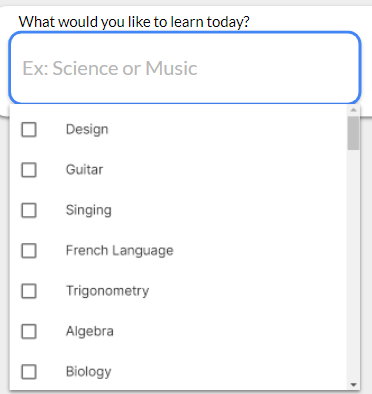 What would you like to learn today?
Ex: Science or Music
Design
Guitar
Singing
French Language
Trigonometry
Algebra
Biology